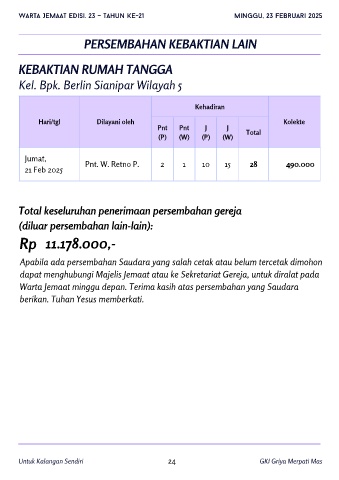 WARTA JEMAAT EDISI. 23 – TAHUN KE-21 MINGGU, 23 FEBRUARI 2025
PERSEMBAHAN KEBAKTIAN LAIN
KEBAKTIAN RUMAH TANGGA
Kel. Bpk. Berlin Sianipar Wilayah 5
Hari/tgl Dilayani oleh Kehadiran Kolekte
Pnt (P) Pnt (W) J (P) J (W) Total
Jumat, 21 Feb 2025 Pnt. W. Retno P. 2 1 10 15 28 490.000
Total keseluruhan penerimaan persembahan gereja
(diluar persembahan lain-lain):
Rp 11.178.000,-
Apabila ada persembahan Saudara yang salah cetak atau belum tercetak dimohon
dapat menghubungi Majelis Jemaat atau ke Sekretariat Gereja, untuk diralat pada
Warta Jemaat minggu depan. Terima kasih atas persembahan yang Saudara
berikan. Tuhan Yesus memberkati.
Untuk Kalangan Sendiri 24 GKI Griya Merpati Mas